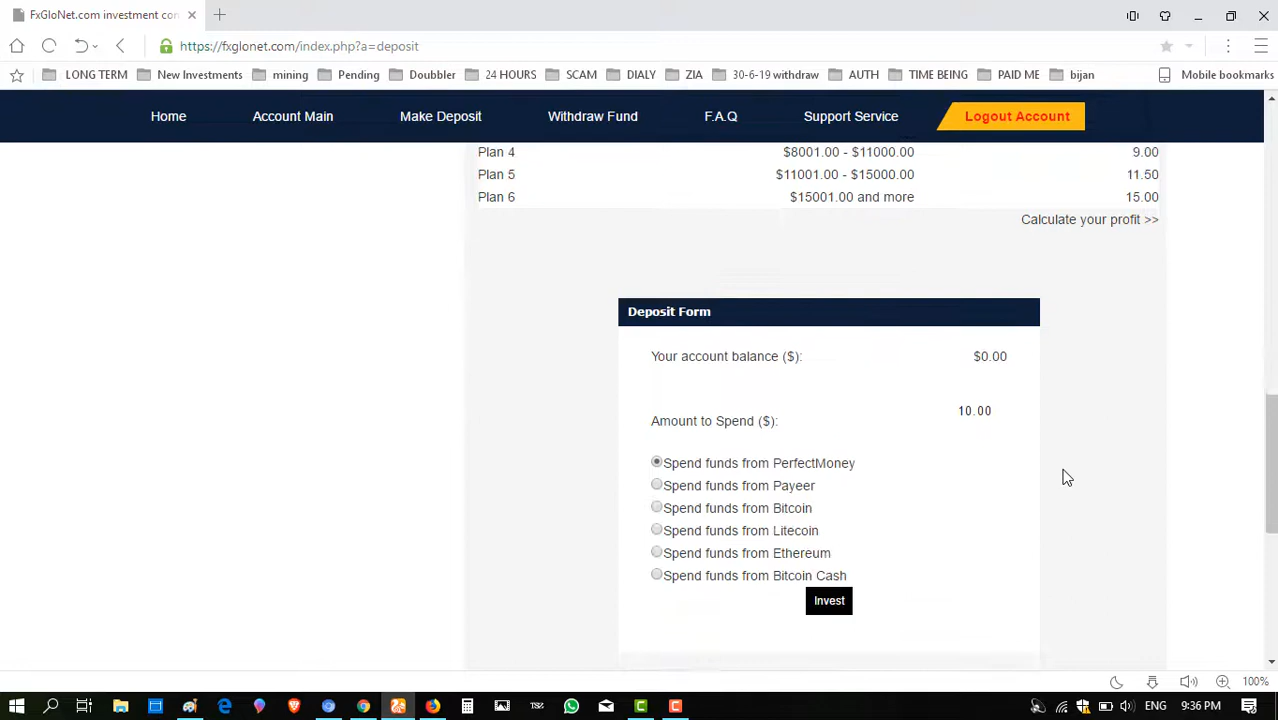 FxGloNet.com investment con
https://fxglonet.com/index.php?a=deposit
LONG TERM New Investments mining Pending Doubbler 24 HOURS SCAM DIALY ZIA 30-6-19 withdraw AUTH TIME BEING PAID ME bijan Mobile bookmarks
Home Account Main Make Deposit Withdraw Fund F.A.Q Support Service Logout Account
Plan 4 $8001.00 - $11000.00 9.00
Plan 5 $11001.00 - $15000.00 11.50
Plan 6 $15001.00 and more 15.00
Calculate your profit >>
Deposit Form
Your account balance ($): $0.00
Amount to Spend ($): 10.00
Spend funds from PerfectMoney
Spend funds from Payeer
Spend funds from Bitcoin
Spend funds from Litecoin
Spend funds from Ethereum
Spend funds from Bitcoin Cash
Invest
100%
ENG 9:36 PM